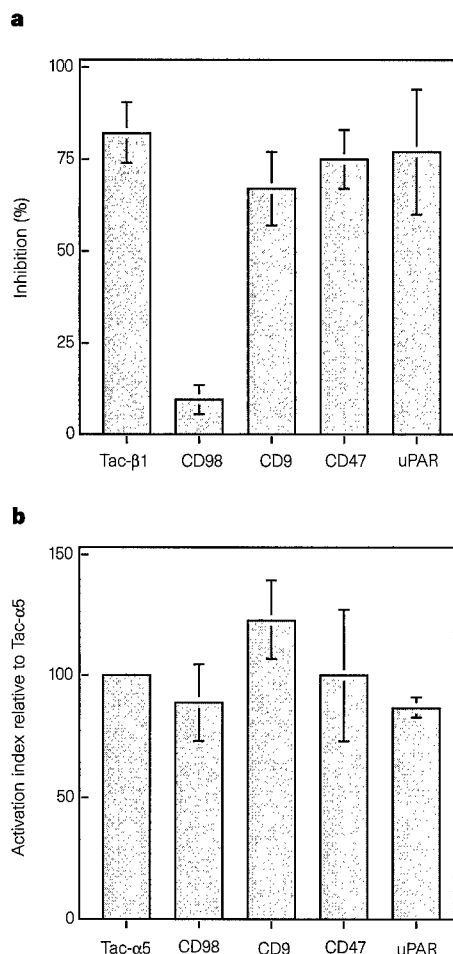 a
100
75
50
25
0
Inhibition (%)
Tac-β1 CD98 CD9 CD47 uPAR
b
150
100
50
0
Activation index relative to Tac-α5
Tac-α5 CD98 CD9 CD47 uPAR